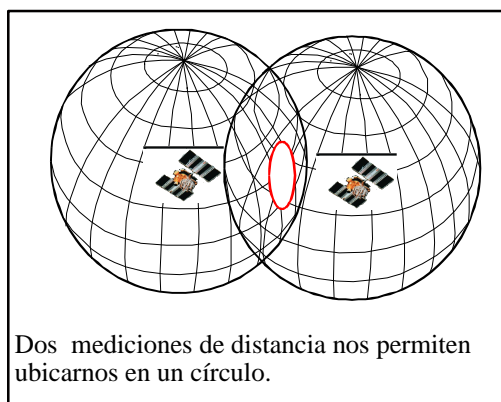 Dos mediciones de distancia nos permiten
ubicarnos en un círculo.